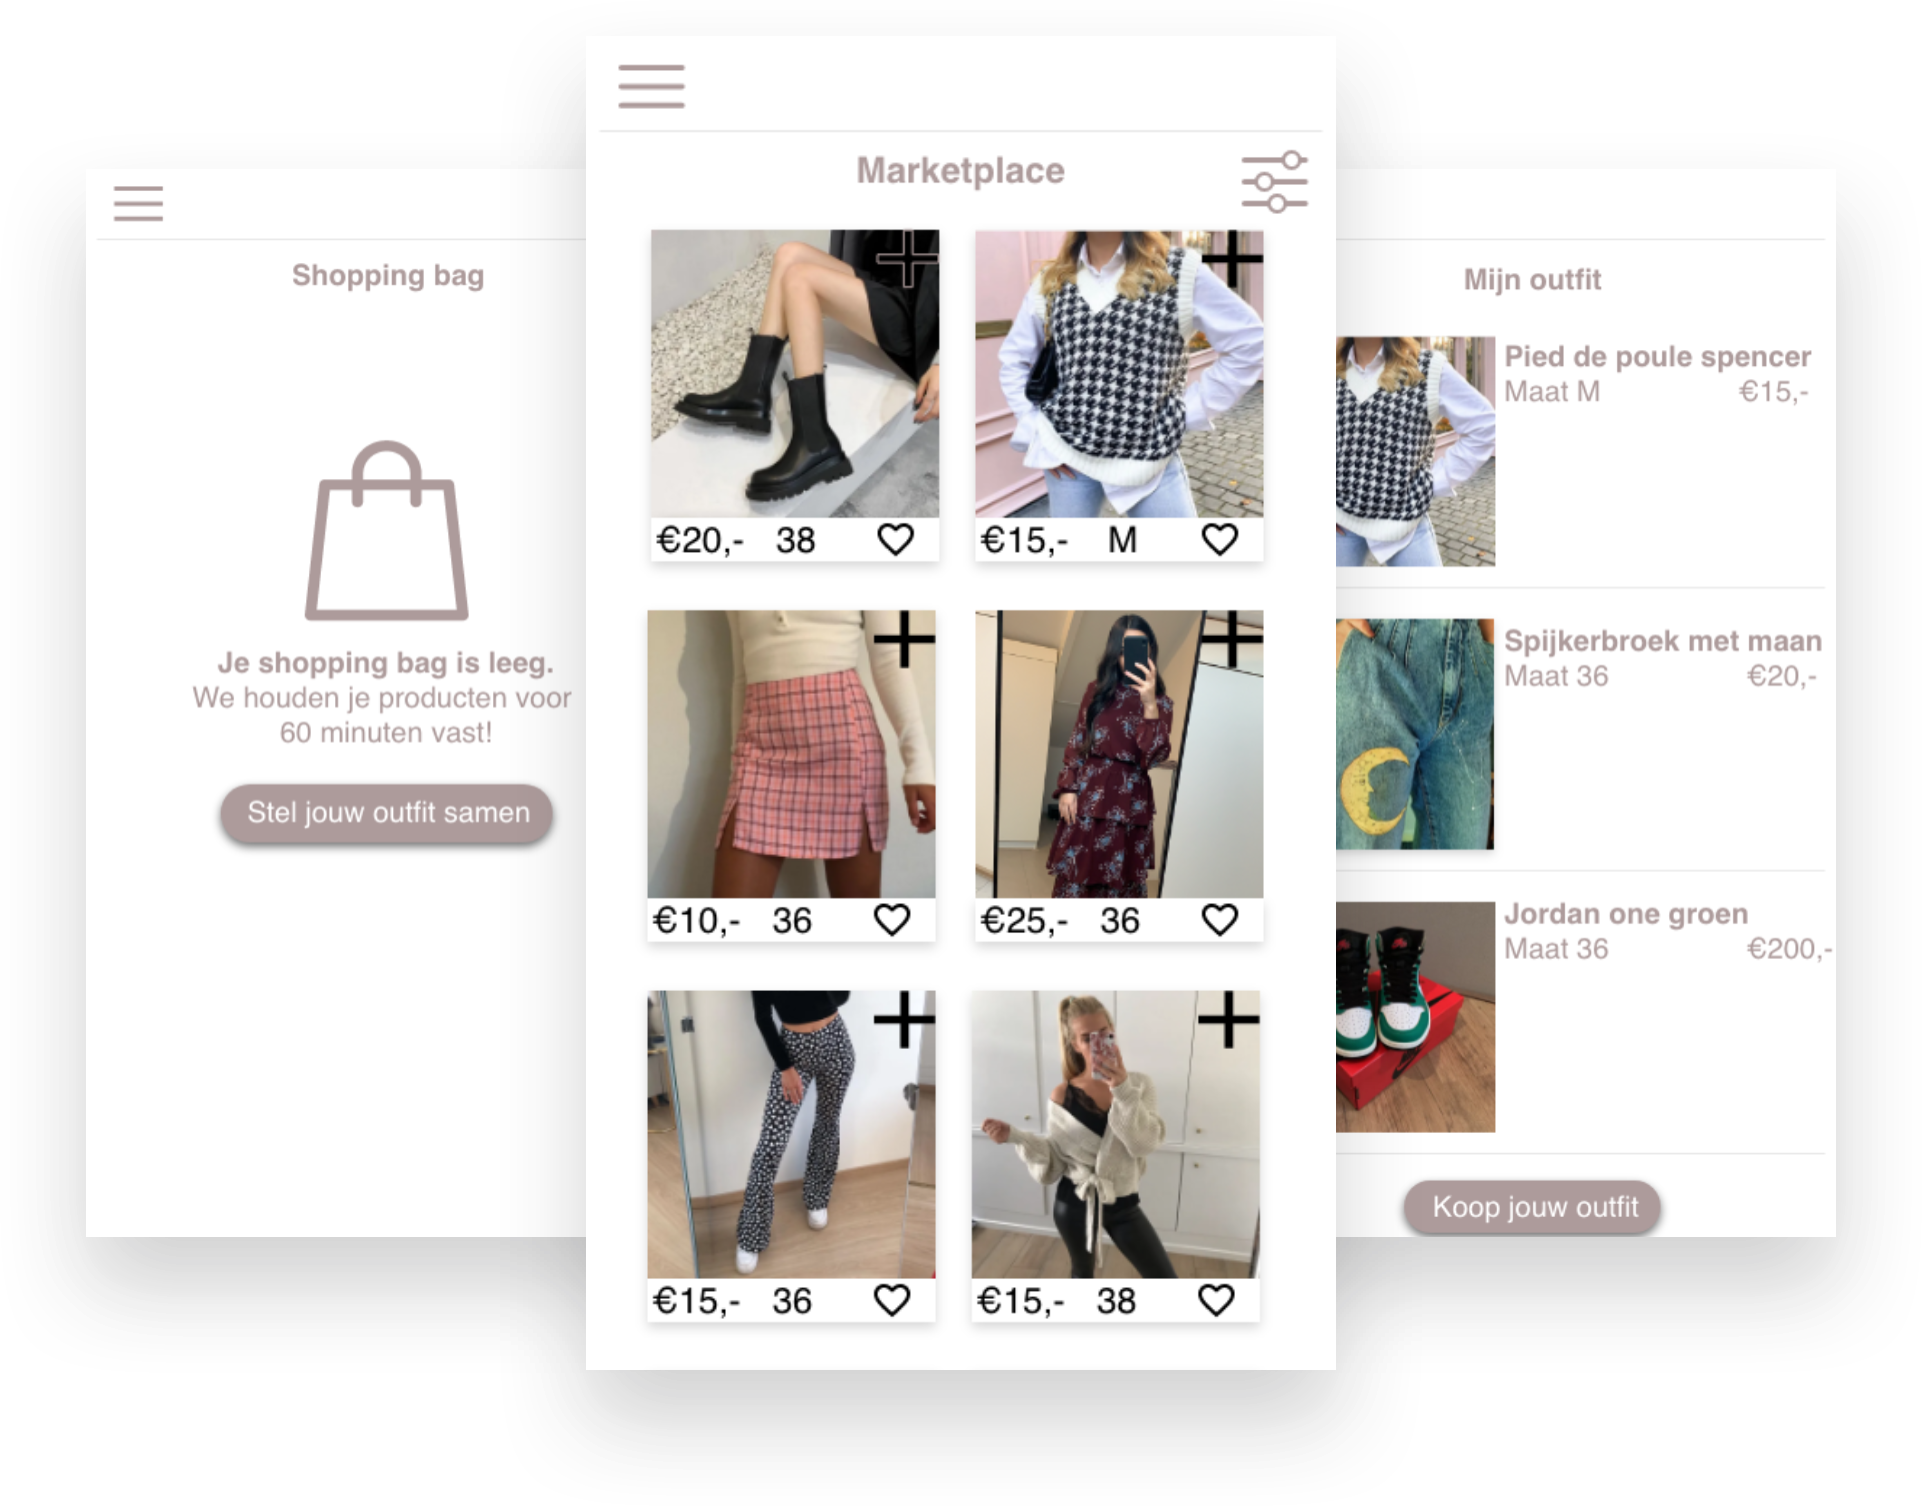 Shopping bag
Je shopping bag is leeg.
We houden je producten voor
60 minuten vast!
Stel jouw outfit samen
Marketplace
€20,- 38
€15,- M
€10,- 36
€25,- 36
€15,- 36
€15,- 38
Mijn outfit
Pied de poule spencer
Maat M €15,-
Spijkerbroek met maan
Maat 36 €20,-
Jordan one groen
Maat 36 €200,-
Koop jouw outfit